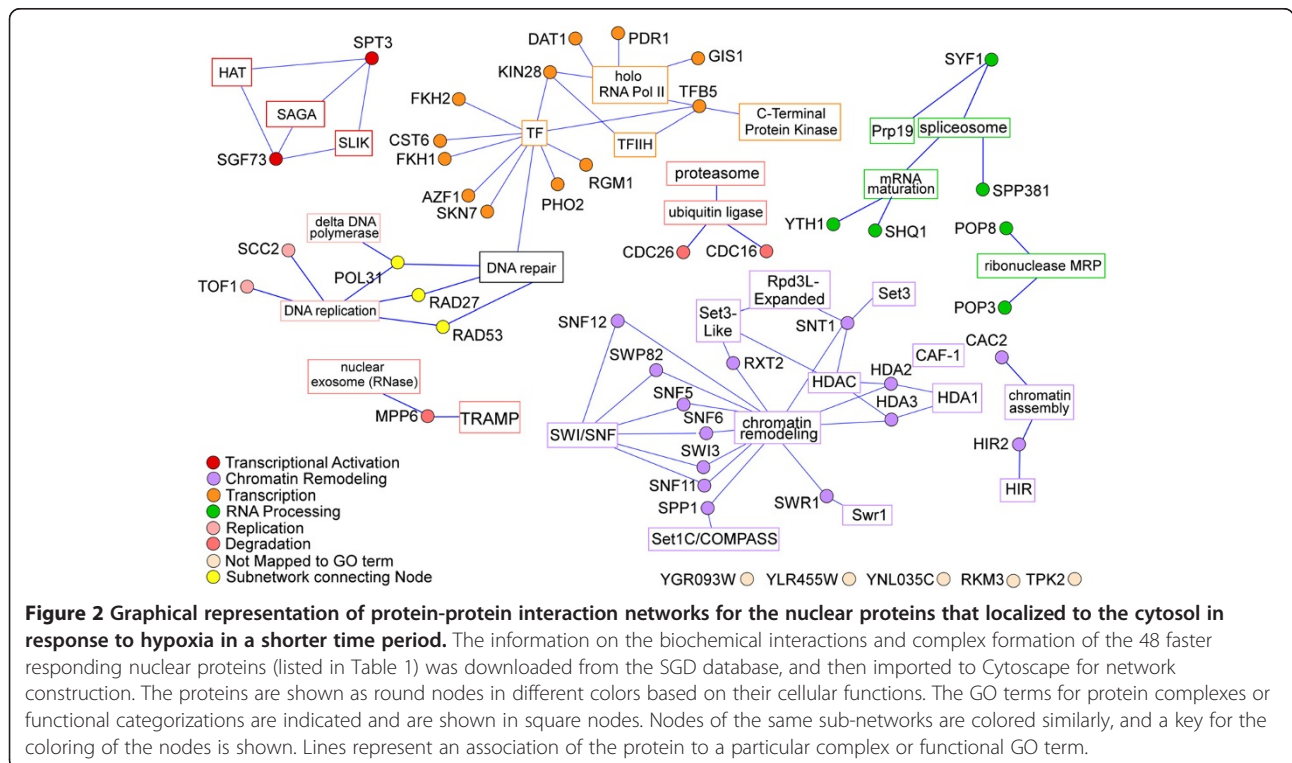 SPT3
HAT
SAGA
SLIK
SGF73
DAT1
PDR1
GIS1
KIN28
holo
RNA Pol II
TFB5
FKH2
C-Terminal
Protein Kinase
TF
TFIIH
CST6
FKH1
AZF1
SKN7
PHO2
RGM1
SYF1
Prp19
spliceosome
mRNA
maturation
SPP381
YTH1
SHQ1
proteasome
ubiquitin ligase
CDC26
CDC16
POP8
ribonuclease MRP
POP3
delta DNA
polymerase
SCC2
POL31
DNA repair
TOF1
RAD27
DNA replication
RAD53
nuclear
exosome (RNase)
MPP6
TRAMP
Rpd3L-
Expanded
Set3
Set3-
Like
SNT1
SNF12
SWP82
RXT2
HDAC
HDA2
CAF-1
CAC2
HDA3
HDA1
SNF5
SNF6
chromatin
remodeling
chromatin
assembly
SWI/SNF
SWI3
SNF11
HIR2
SPP1
SWR1
Swr1
HIR
Set1C/COMPASS
Transcriptional Activation
Chromatin Remodeling
Transcription
RNA Processing
Replication
Degradation
Not Mapped to GO term
Subnetwork connecting Node
YGR093W
YLR455W
YNL035C
RKM3
TPK2
Figure 2 Graphical representation of protein-protein interaction networks for the nuclear proteins that localized to the cytosol in
response to hypoxia in a shorter time period. The information on the biochemical interactions and complex formation of the 48 faster
responding nuclear proteins (listed in Table 1) was downloaded from the SGD database, and then imported to Cytoscape for network
construction. The proteins are shown as round nodes in different colors based on their cellular functions. The GO terms for protein complexes or
functional categorizations are indicated and are shown in square nodes. Nodes of the same sub-networks are colored similarly, and a key for the
coloring of the nodes is shown. Lines represent an association of the protein to a particular complex or functional GO term.